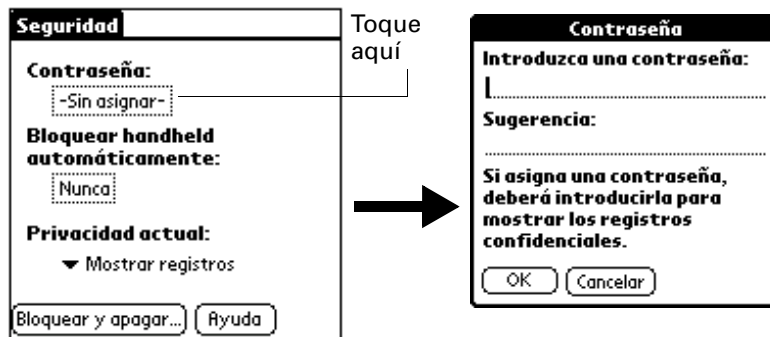 Seguridad
Contraseña:
-Sin asignar-
Bloquear handheld
automáticamente:
Nunca
Privacidad actual:
Mostrar registros
Bloquear y apagar...
Ayuda
Toque
aquí
Contraseña
Introduzca una contraseña:
Sugerencia:
Si asigna una contraseña,
deberá introducirla para
mostrar los registros
confidenciales.
OK
Cancelar